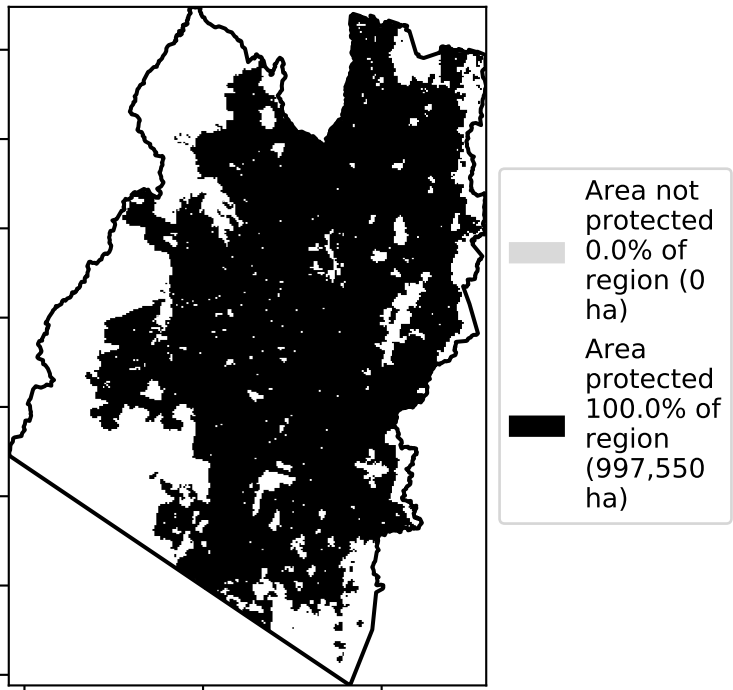 Area not
protected
0.0% of
region (0
ha)
Area
protected
100.0% of
region
(997,550
ha)